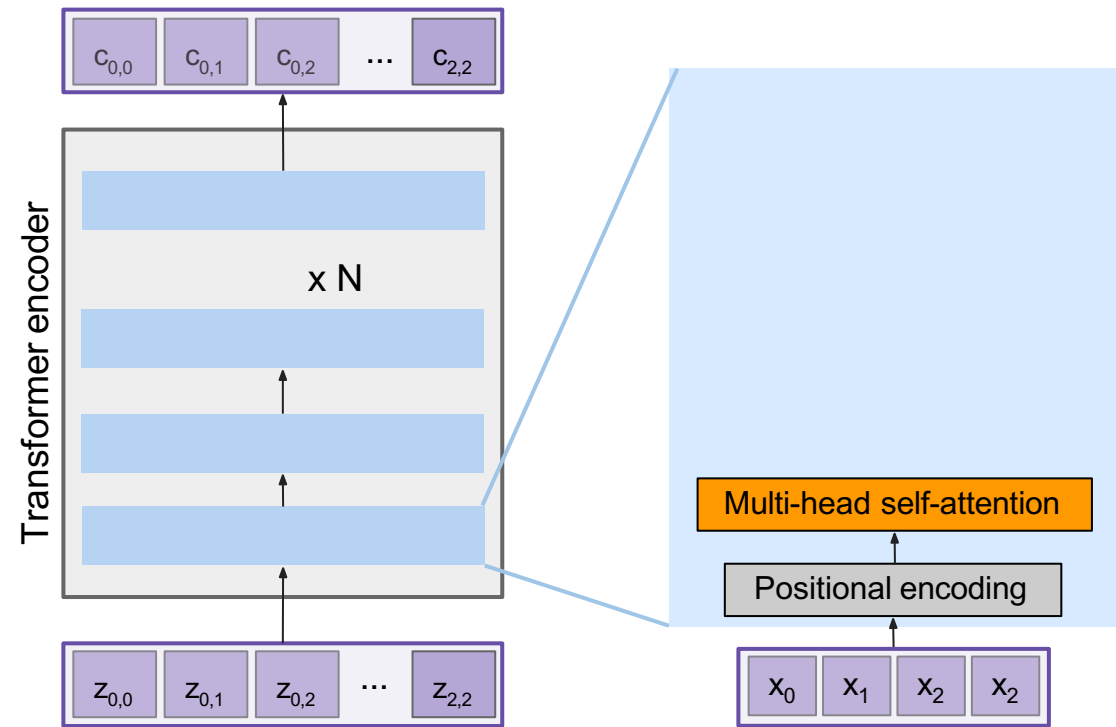 c0,0 c0,1 c0,2 ... c2,2
Transformer encoder
x N
z0,0 z0,1 z0,2 ... z2,2
Multi-head self-attention
Positional encoding
x0 x1 x2 x2